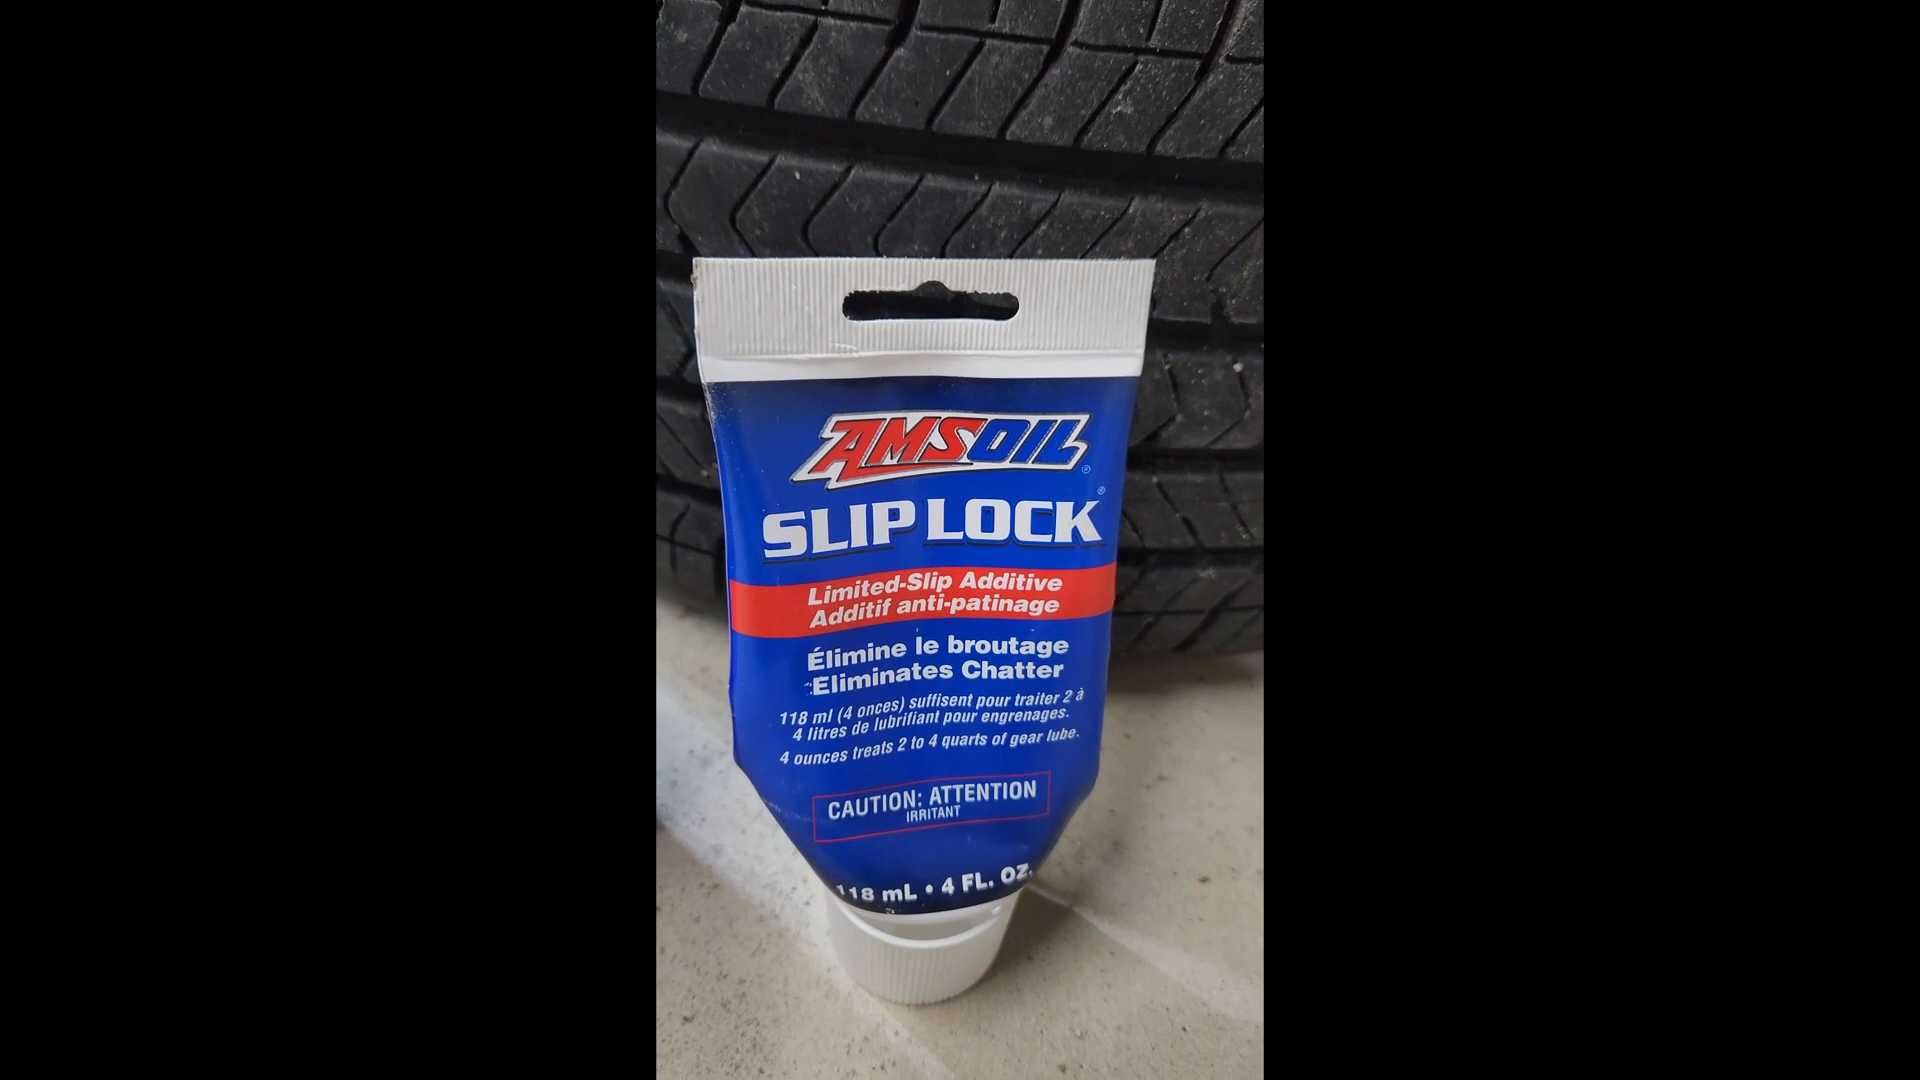 AMSOIL®
SLIP LOCK®
Limited-Slip Additive
Additif anti-patinage
Élimine le broutage
Eliminates Chatter
118 ml (4 onces) suffisent pour traiter 2 à
4 litres de lubrifiant pour engrenages.
4 ounces treats 2 to 4 quarts of gear lube.
CAUTION: ATTENTION
IRRITANT
118 mL • 4 FL. OZ.